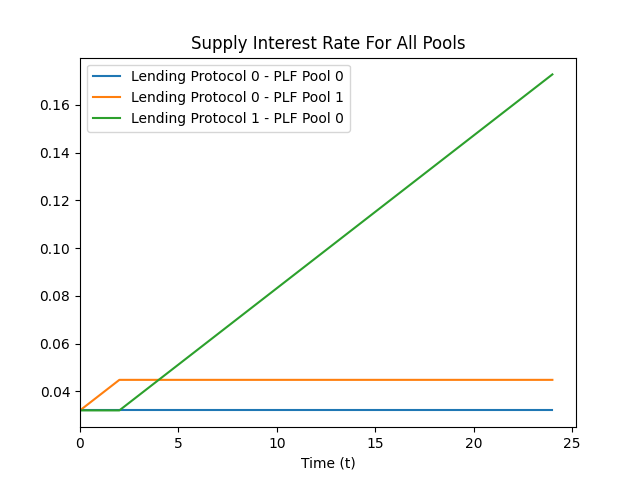 Supply Interest Rate For All Pools
Lending Protocol 0 - PLF Pool 0
Lending Protocol 0 - PLF Pool 1
Lending Protocol 1 - PLF Pool 0
0.16
0.14
0.12
0.10
0.08
0.06
0.04
0 5 10 15 20 25
Time (t)